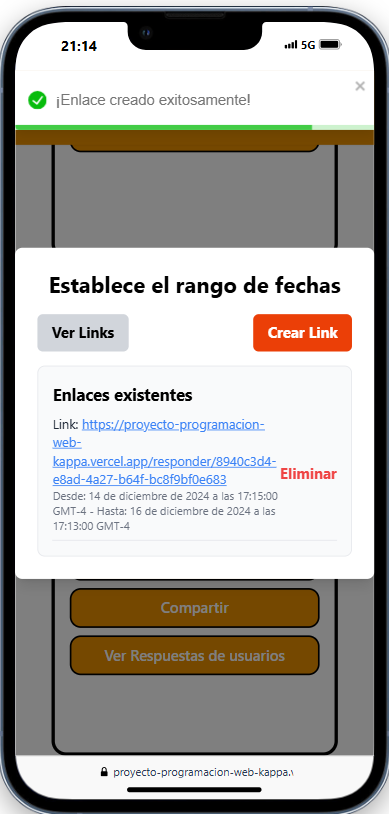 21:14
5G
¡Enlace creado exitosamente!
×
Establece el rango de fechas
Ver Links
Crear Link
Enlaces existentes
Link: https://proyecto-programacion-
web-
kappa.vercel.app/responder/8940c3d4-
e8ad-4a27-b64f-bc8f9bf0e683
Eliminar
Desde: 14 de diciembre de 2024 a las 17:15:00
GMT-4 - Hasta: 16 de diciembre de 2024 a las
17:13:00 GMT-4
Compartir
Ver Respuestas de usuarios
proyecto-programacion-web-kappa.v